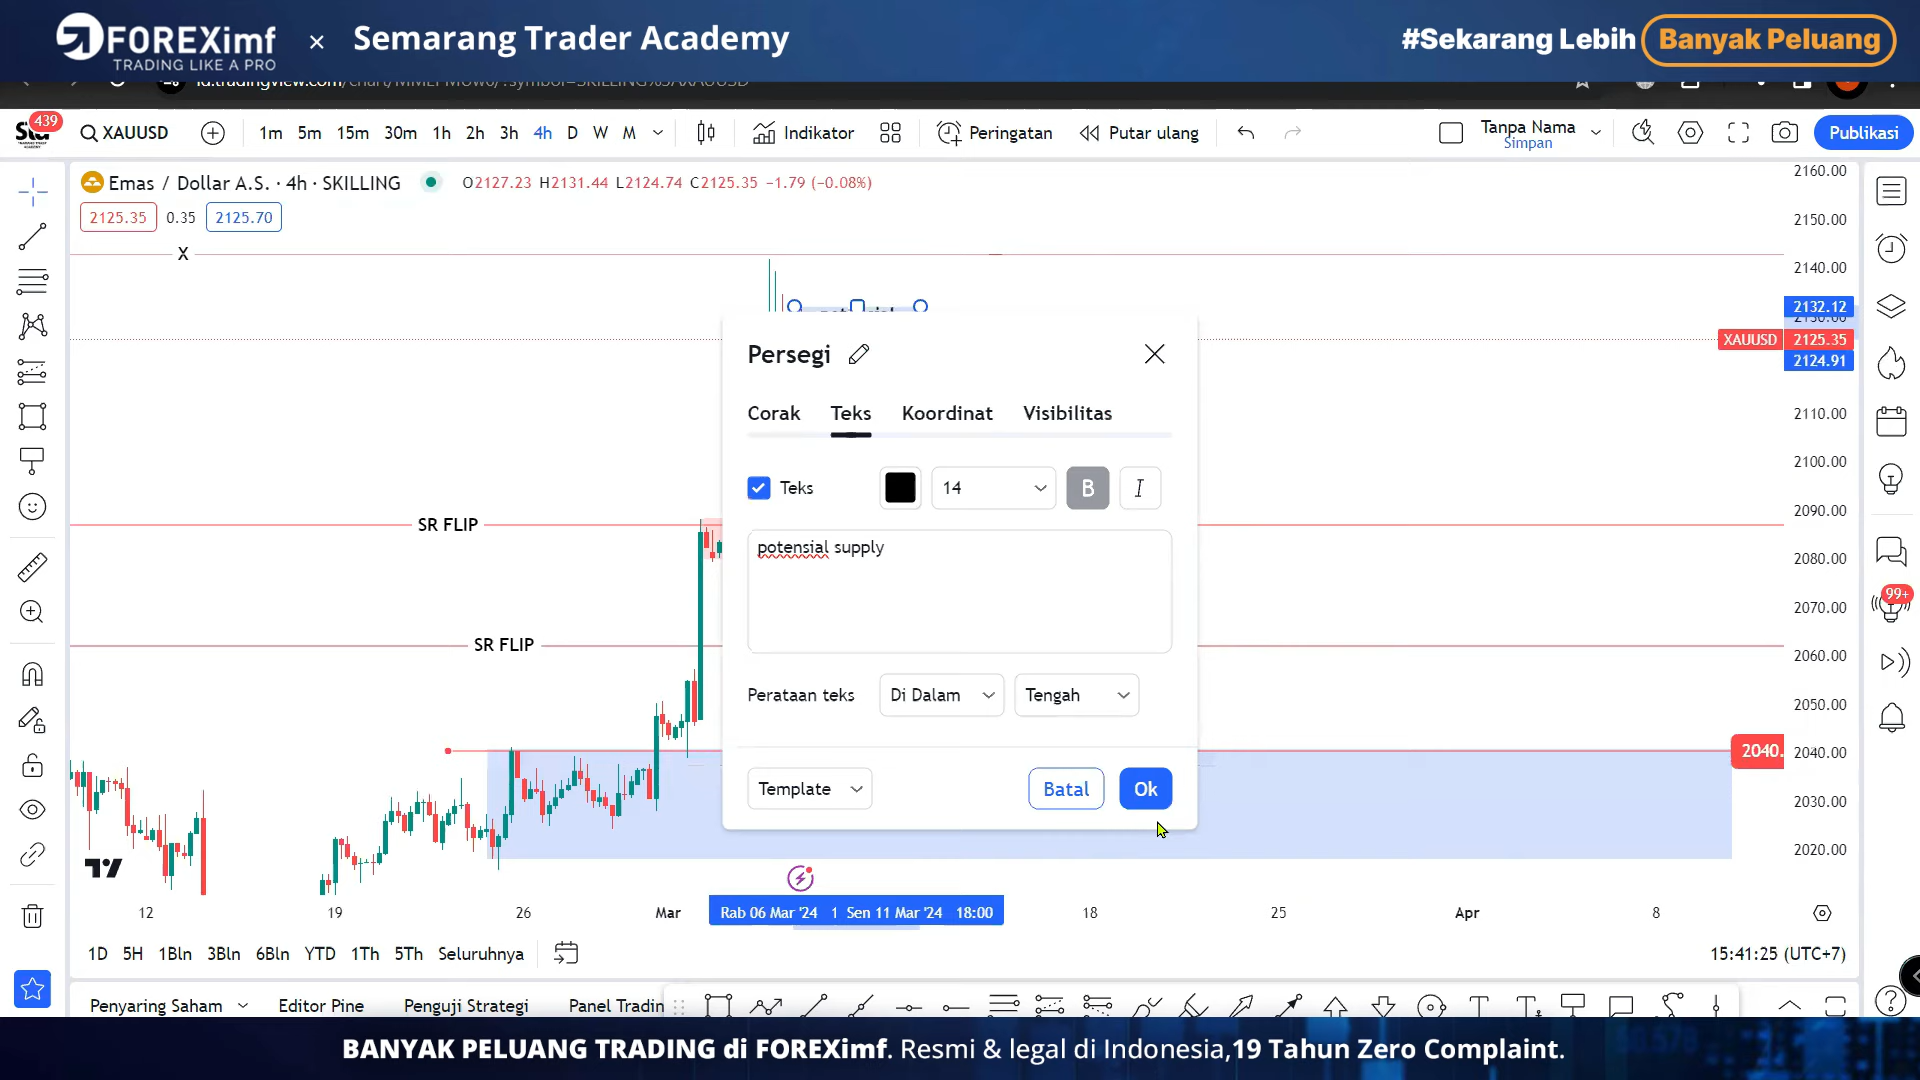 FOREXimf × Semarang Trader Academy
TRADING LIKE A PRO
#Sekarang Lebih Banyak Peluang
439
XAUUSD
1m 5m 15m 30m 1h 2h 3h 4h D W M
Indikator
Peringatan
Putar ulang
Tanpa Nama
Simpan
Publikasi
Emas / Dollar A.S. · 4h · SKILLING
O2127.23 H2131.44 L2124.74 C2125.35 −1.79 (−0.08%)
2125.35 0.35 2125.70
X
2160.00
2150.00
2140.00
2132.12
XAUUSD 2125.35
2124.91
2110.00
2100.00
2090.00
2080.00
2070.00
2060.00
2050.00
2040.00
2040.
2030.00
2020.00
SR FLIP
SR FLIP
Persegi
Corak Teks Koordinat Visibilitas
Teks 14 B I
potensial supply
Perataan teks Di Dalam Tengah
Template Batal Ok
99+
12 19 26 Mar Rab 06 Mar '24 1 Sen 11 Mar '24 18:00 18 25 Apr 8
1D 5H 1Bln 3Bln 6Bln YTD 1Th 5Th Seluruhnya
15:41:25 (UTC+7)
Penyaring Saham Editor Pine Penguji Strategi Panel Tradin
BANYAK PELUANG TRADING di FOREXimf. Resmi & legal di Indonesia,19 Tahun Zero Complaint.